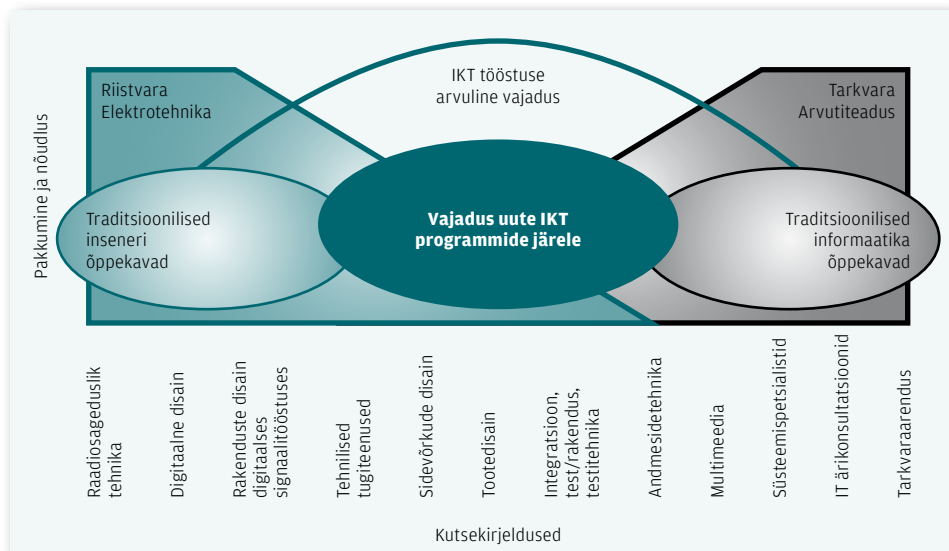 IKT tööstuse
arvuline vajadus
Riistvara
Elektrotehnika
Tarkvara
Arvutiteadus
Pakkumine ja nõudlus
Traditsioonilised
inseneri
õppekavad
Vajadus uute IKT
programmide järele
Traditsioonilised
informaatika
õppekavad
Raadiosageduslik
tehnika
Digitaalne disain
Rakenduste disain
digitaalses
signaalitööstuses
Tehnilised
tugiteenused
Sidevõrkude disain
Tootedisain
Integratsioon,
test/rakendus,
testitehnika
Andmesidetehnika
Multimeedia
Süsteemispetsialistid
IT ärikonsultatsioonid
Tarkvaraarendus
Kutsekirjeldused